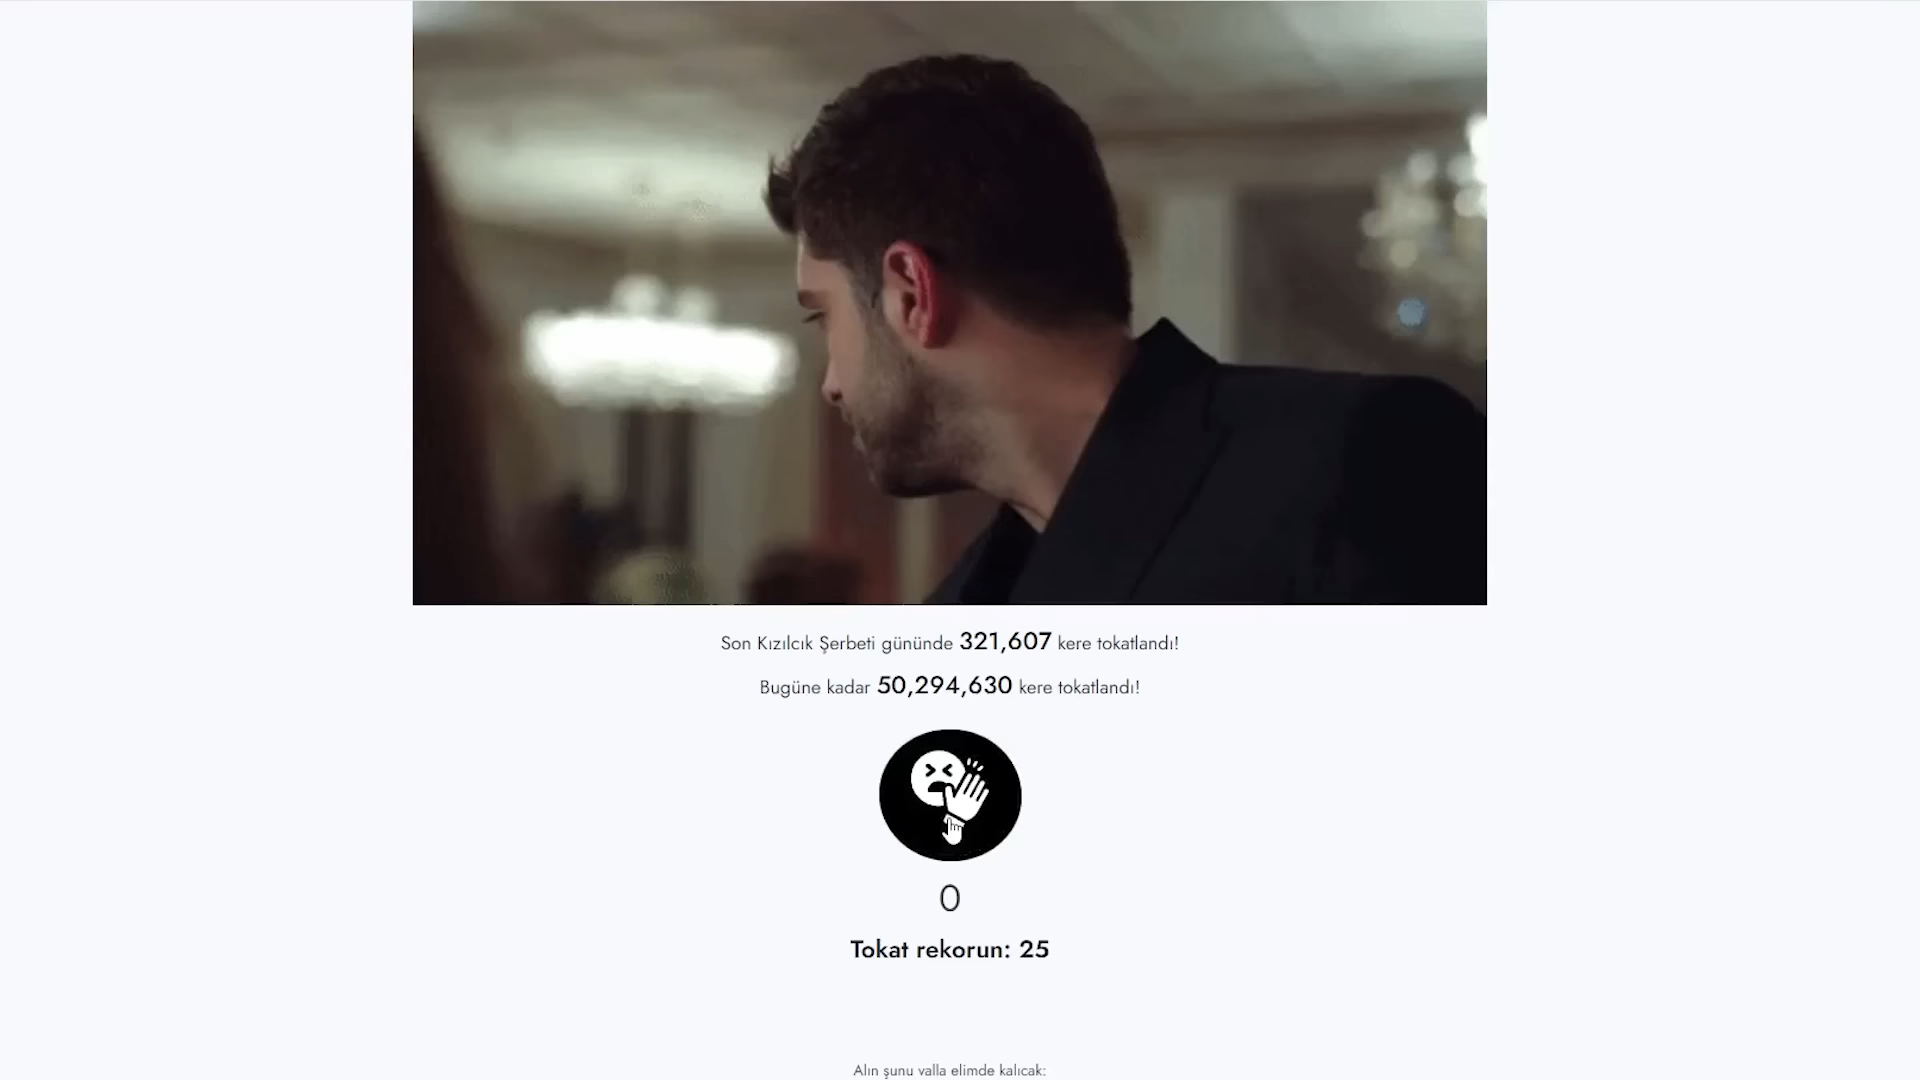 Son Kızılcık Şerbeti gününde 321,607 kere tokatlandı!
Bugüne kadar 50,294,630 kere tokatlandı!
0
Tokat rekorun: 25
Alın şunu valla elimde kalıcak: